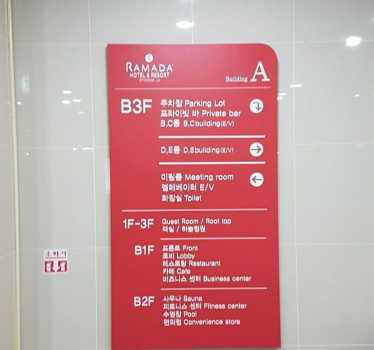 RAMADA
HOTEL & RESORT
Building A
B3F
주차장 Parking Lot
프라이빗 바 Private bar
B,C동 B,Cbuilding(E/V)
D,E동 D,Ebuilding(E/V)
미팅룸 Meeting room
엘레베이터 E/V
화장실 Toilet
1F-3F
Guest Room / Roof top
객실 / 하늘정원
B1F
프론트 Front
로비 Lobby
레스토랑 Restaurant
카페 Cafe
비즈니스 센터 Business center
B2F
사우나 Sauna
피트니스 센터 Fitness center
수영장 Pool
편의점 Convenience store
소화기